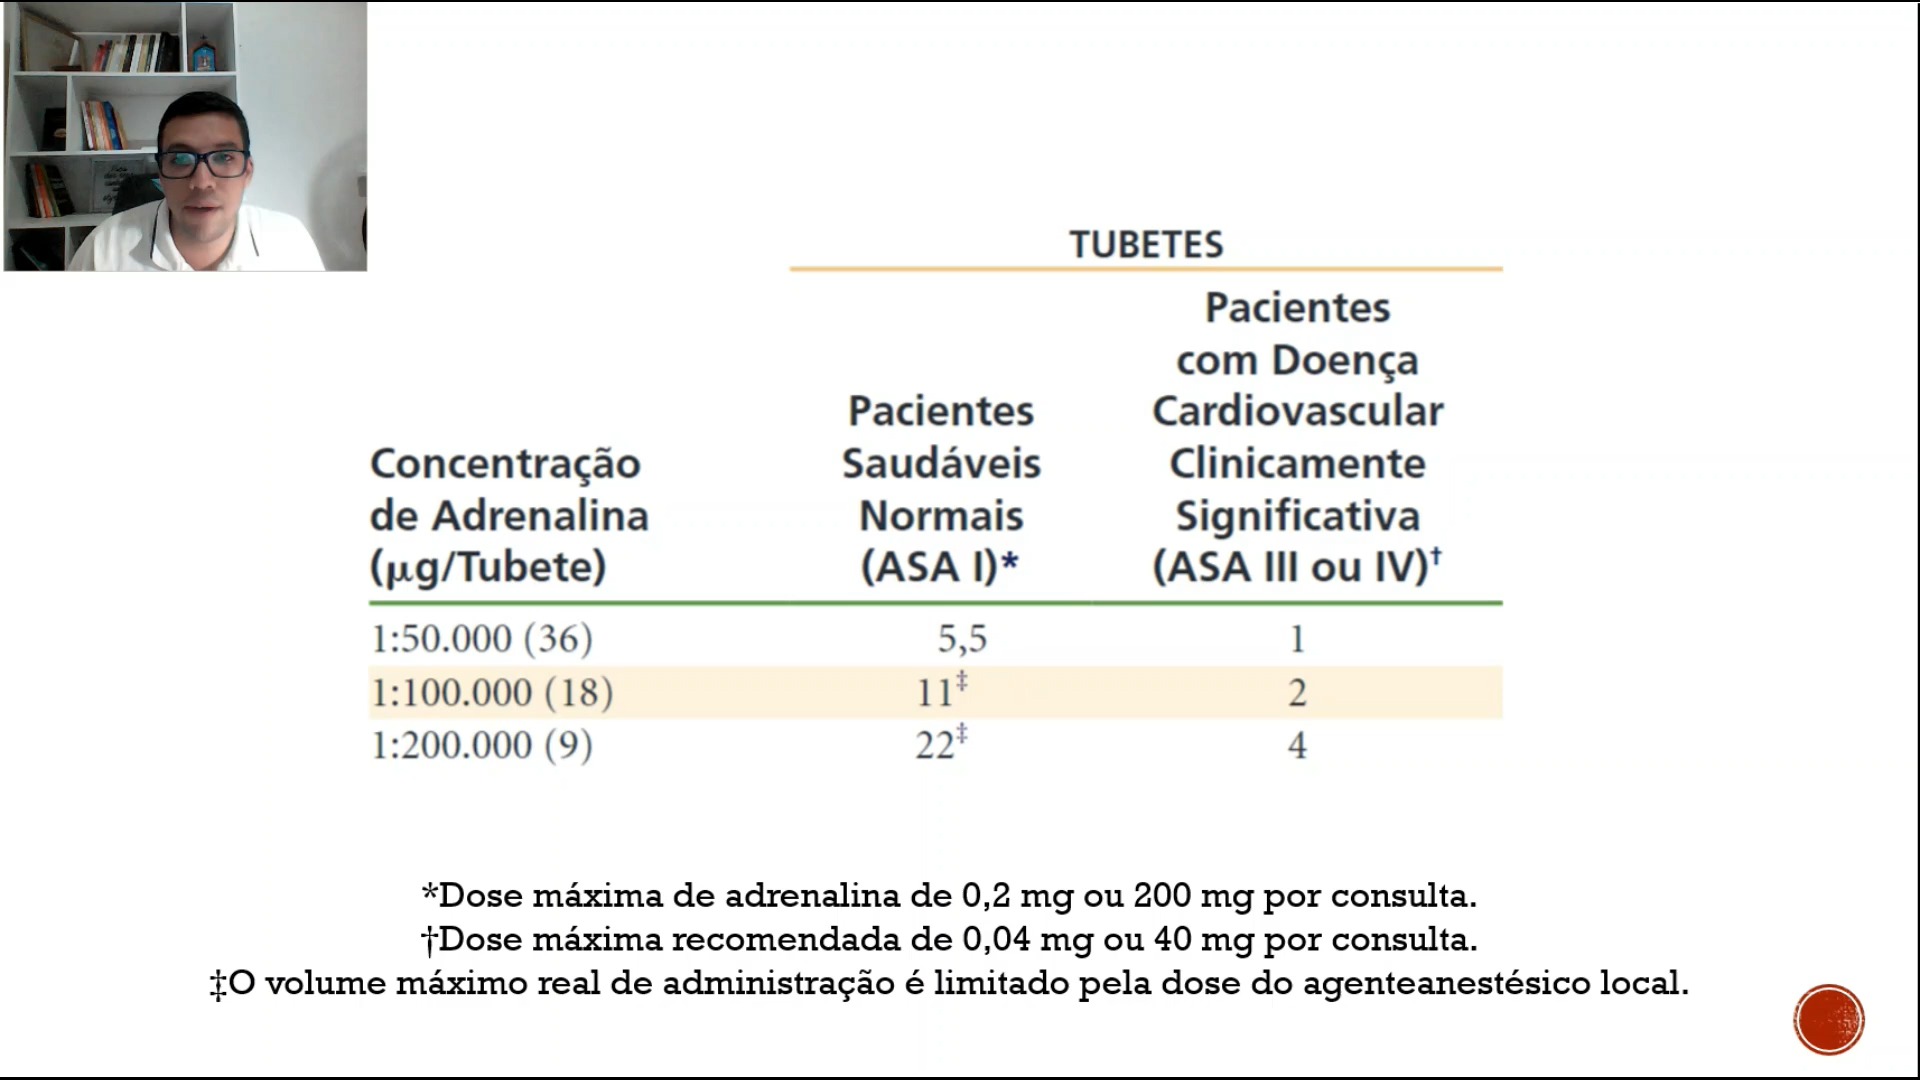 TUBETES
Concentração
de Adrenalina
(µg/Tubete)
Pacientes
Saudáveis
Normais
(ASA I)*
Pacientes
com Doença
Cardiovascular
Clinicamente
Significativa
(ASA III ou IV)†
1:50.000 (36) 5,5 1
1:100.000 (18) 11‡ 2
1:200.000 (9) 22‡ 4
*Dose máxima de adrenalina de 0,2 mg ou 200 mg por consulta.
†Dose máxima recomendada de 0,04 mg ou 40 mg por consulta.
‡O volume máximo real de administração é limitado pela dose do agenteanestésico local.